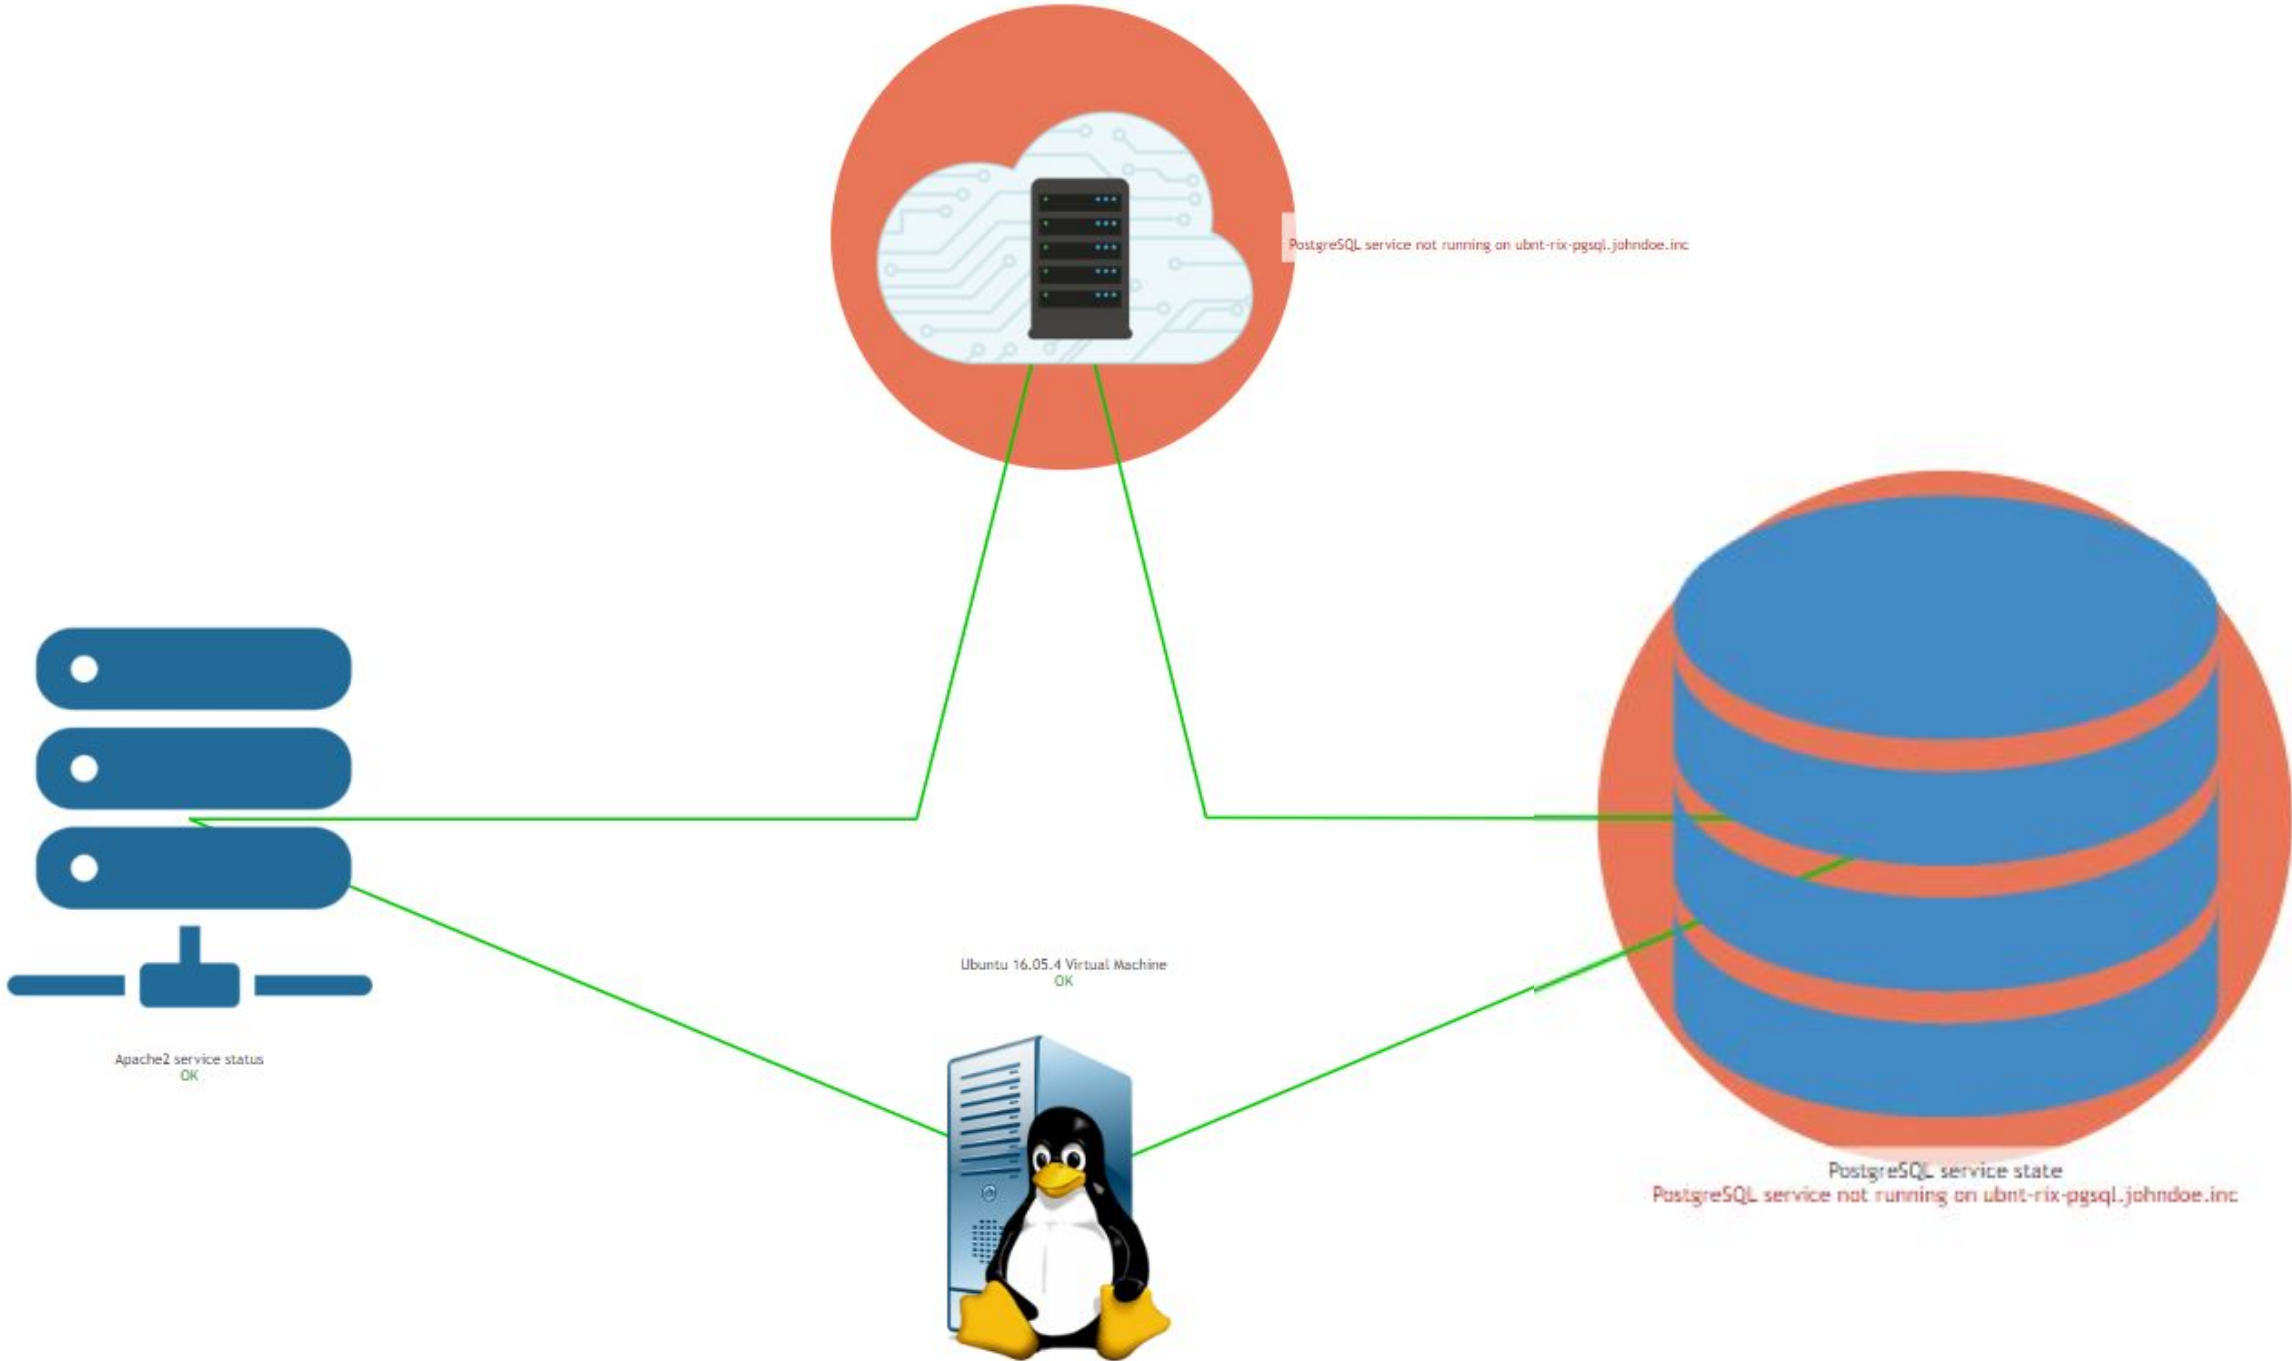 PostgreSQL service not running on ubnt-rix-pgsql.johndoe.inc
Ubuntu 16.05.4 Virtual Machine
OK
Apache2 service status
OK
PostgreSQL service state
PostgreSQL service not running on ubnt-rix-pgsql.johndoe.inc